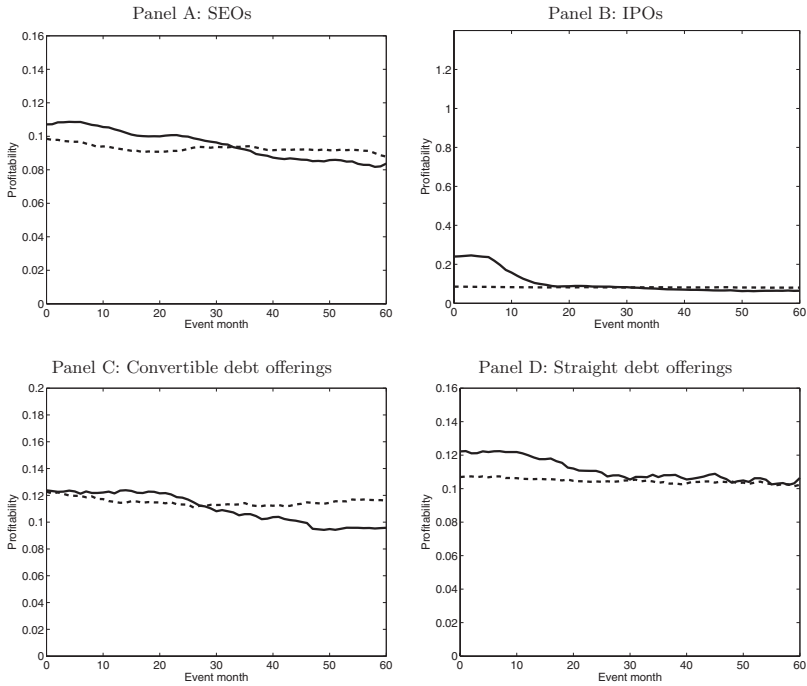 Panel A: SEOs
0.16
0.14
0.12
0.1
0.08
0.06
0.04
0.02
0
Profitability
0 10 20 30 40 50 60
Event month
Panel B: IPOs
1.2
1
0.8
0.6
0.4
0.2
0
Profitability
0 10 20 30 40 50 60
Event month
Panel C: Convertible debt offerings
0.2
0.18
0.16
0.14
0.12
0.1
0.08
0.06
0.04
0.02
0
Profitability
0 10 20 30 40 50 60
Event month
Panel D: Straight debt offerings
0.16
0.14
0.12
0.1
0.08
0.06
0.04
0.02
0
Profitability
0 10 20 30 40 50 60
Event month